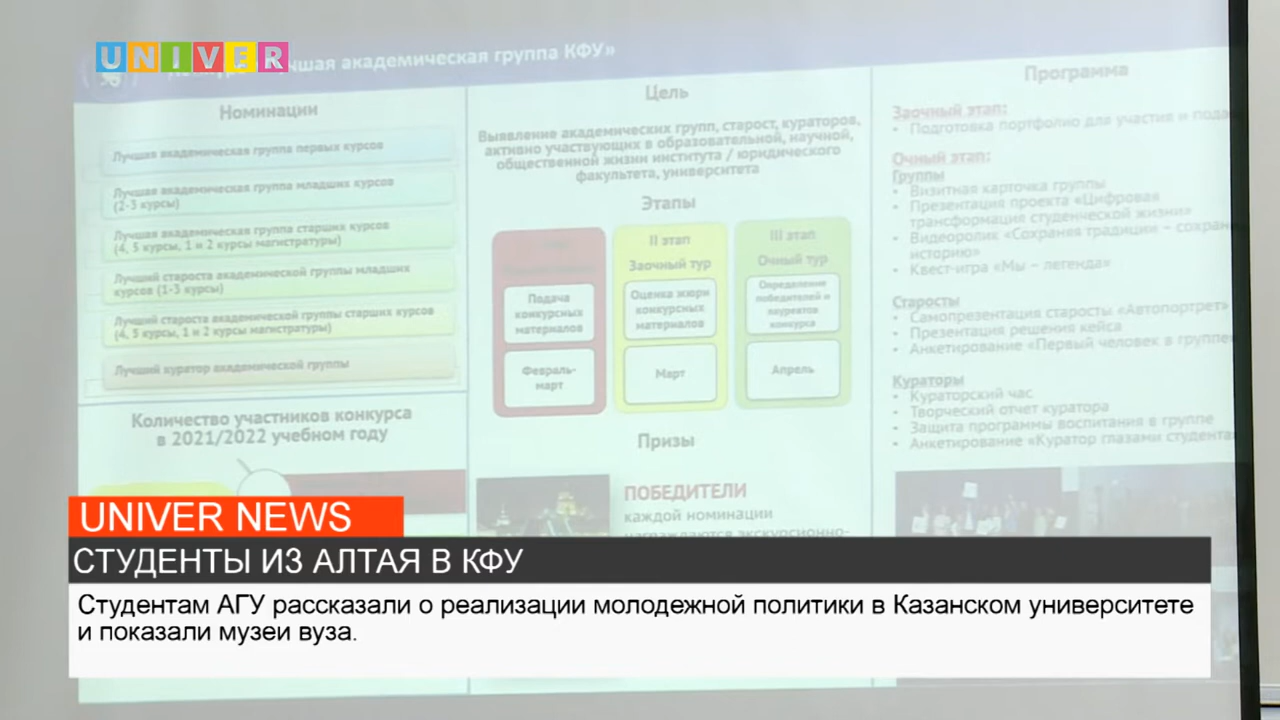 UNIVER
академическая группа КФУ»
Номинации
Лучшая академическая группа первых курсов
Лучшая академическая группа младших курсов
(2-3 курсы)
Лучшая академическая группа старших курсов
(4, 5 курсы, 1 и 2 курсы магистратуры)
Лучший староста академической группы младших
курсов (1-3 курсы)
Лучший староста академической группы старших курсов
(4, 5 курсы, 1 и 2 курсы магистратуры)
Лучший куратор академической группы
Количество участников конкурса
в 2021/2022 учебном году
Цель
Выявление академических групп, старост, кураторов,
активно участвующих в образовательной, научной,
общественной жизни института / юридического
факультета, университета
Этапы
Подача
конкурсных
материалов
Февраль-
март
II этап
Заочный тур
Оценка жюри
конкурсных
материалов
Март
III этап
Очный тур
Определение
победителей и
лауреатов
конкурса
Апрель
Призы
ПОБЕДИТЕЛИ
каждой номинации
награждаются экскурсионно-
Программа
Заочный этап:
• Подготовка портфолио для участия и
Очный этап:
Группы
• Визитная карточка группы
• Презентация проекта «Цифровая
трансформация студенческой жизни»
• Видеоролик «Сохраняя традиции –
историю»
• Квест-игра «Мы – легенда»
Старосты
• Самопрезентация старосты «Автопортрет»
• Презентация решения кейса
• Анкетирование «Первый человек в группе»
Кураторы
• Кураторский час
• Творческий отчет куратора
• Защита программы воспитания в группе
• Анкетирование «Куратор глазами
UNIVER NEWS
СТУДЕНТЫ ИЗ АЛТАЯ В КФУ
Студентам АГУ рассказали о реализации молодежной политики в Казанском университете
и показали музеи вуза.